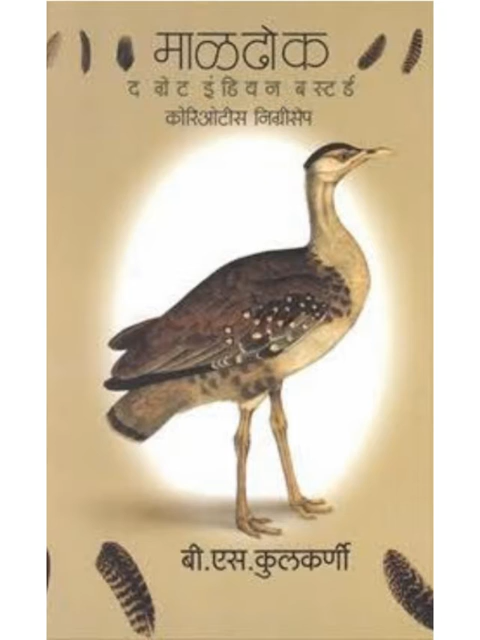 माळढोक
द ग्रेट इंडियन बस्टर्ड
कोरिओटीस निग्रीसेप
बी.एस.कुलकर्णी